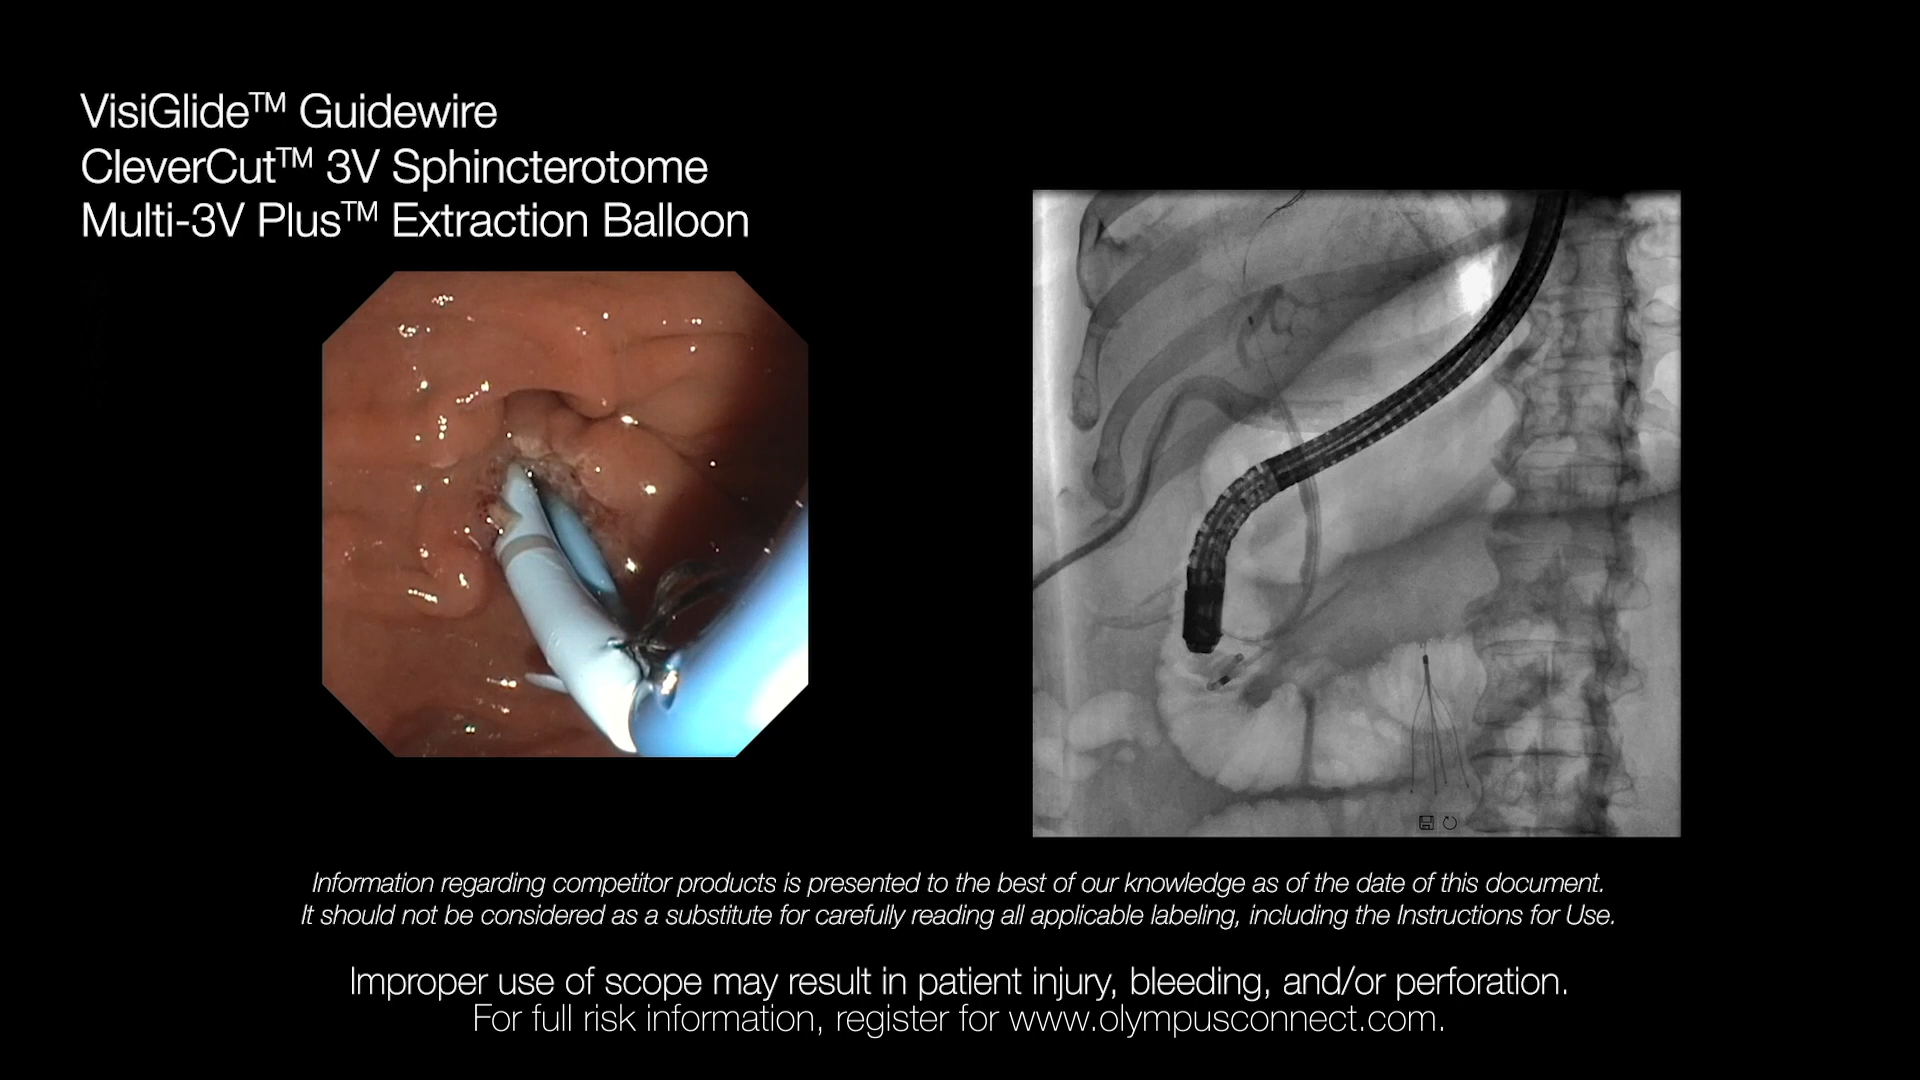 VisiGlide™ Guidewire
CleverCut™ 3V Sphincterotome
Multi-3V Plus™ Extraction Balloon
Information regarding competitor products is presented to the best of our knowledge as of the date of this document.
It should not be considered as a substitute for carefully reading all applicable labeling, including the Instructions for Use.
Improper use of scope may result in patient injury, bleeding, and/or perforation.
For full risk information, register for www.olympusconnect.com.